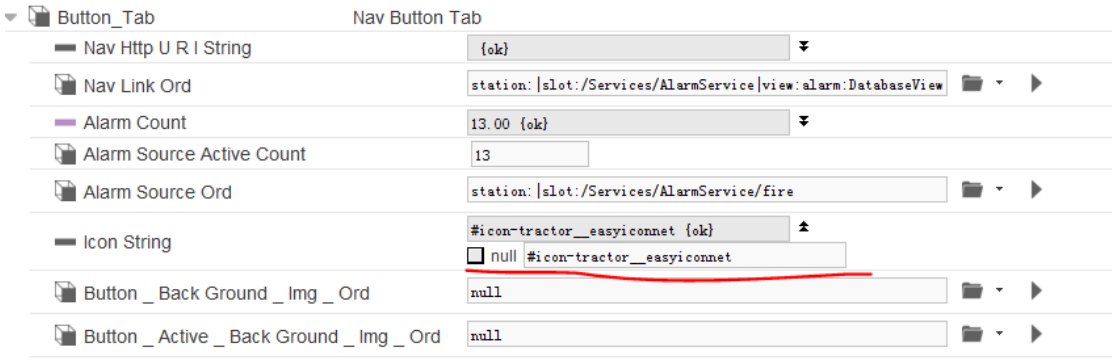 Button_Tab Nav Button Tab
Nav Http U R I String {ok}
Nav Link Ord station:|slot:/Services/AlarmService|view:alarm:DatabaseView
Alarm Count 13.00 {ok}
Alarm Source Active Count 13
Alarm Source Ord station:|slot:/Services/AlarmService/fire
Icon String #icon-tractor__easyiconnet {ok}
null #icon-tractor__easyiconnet
Button _ Back Ground _ Img _ Ord null
Button _ Active _ Back Ground _ Img _ Ord null